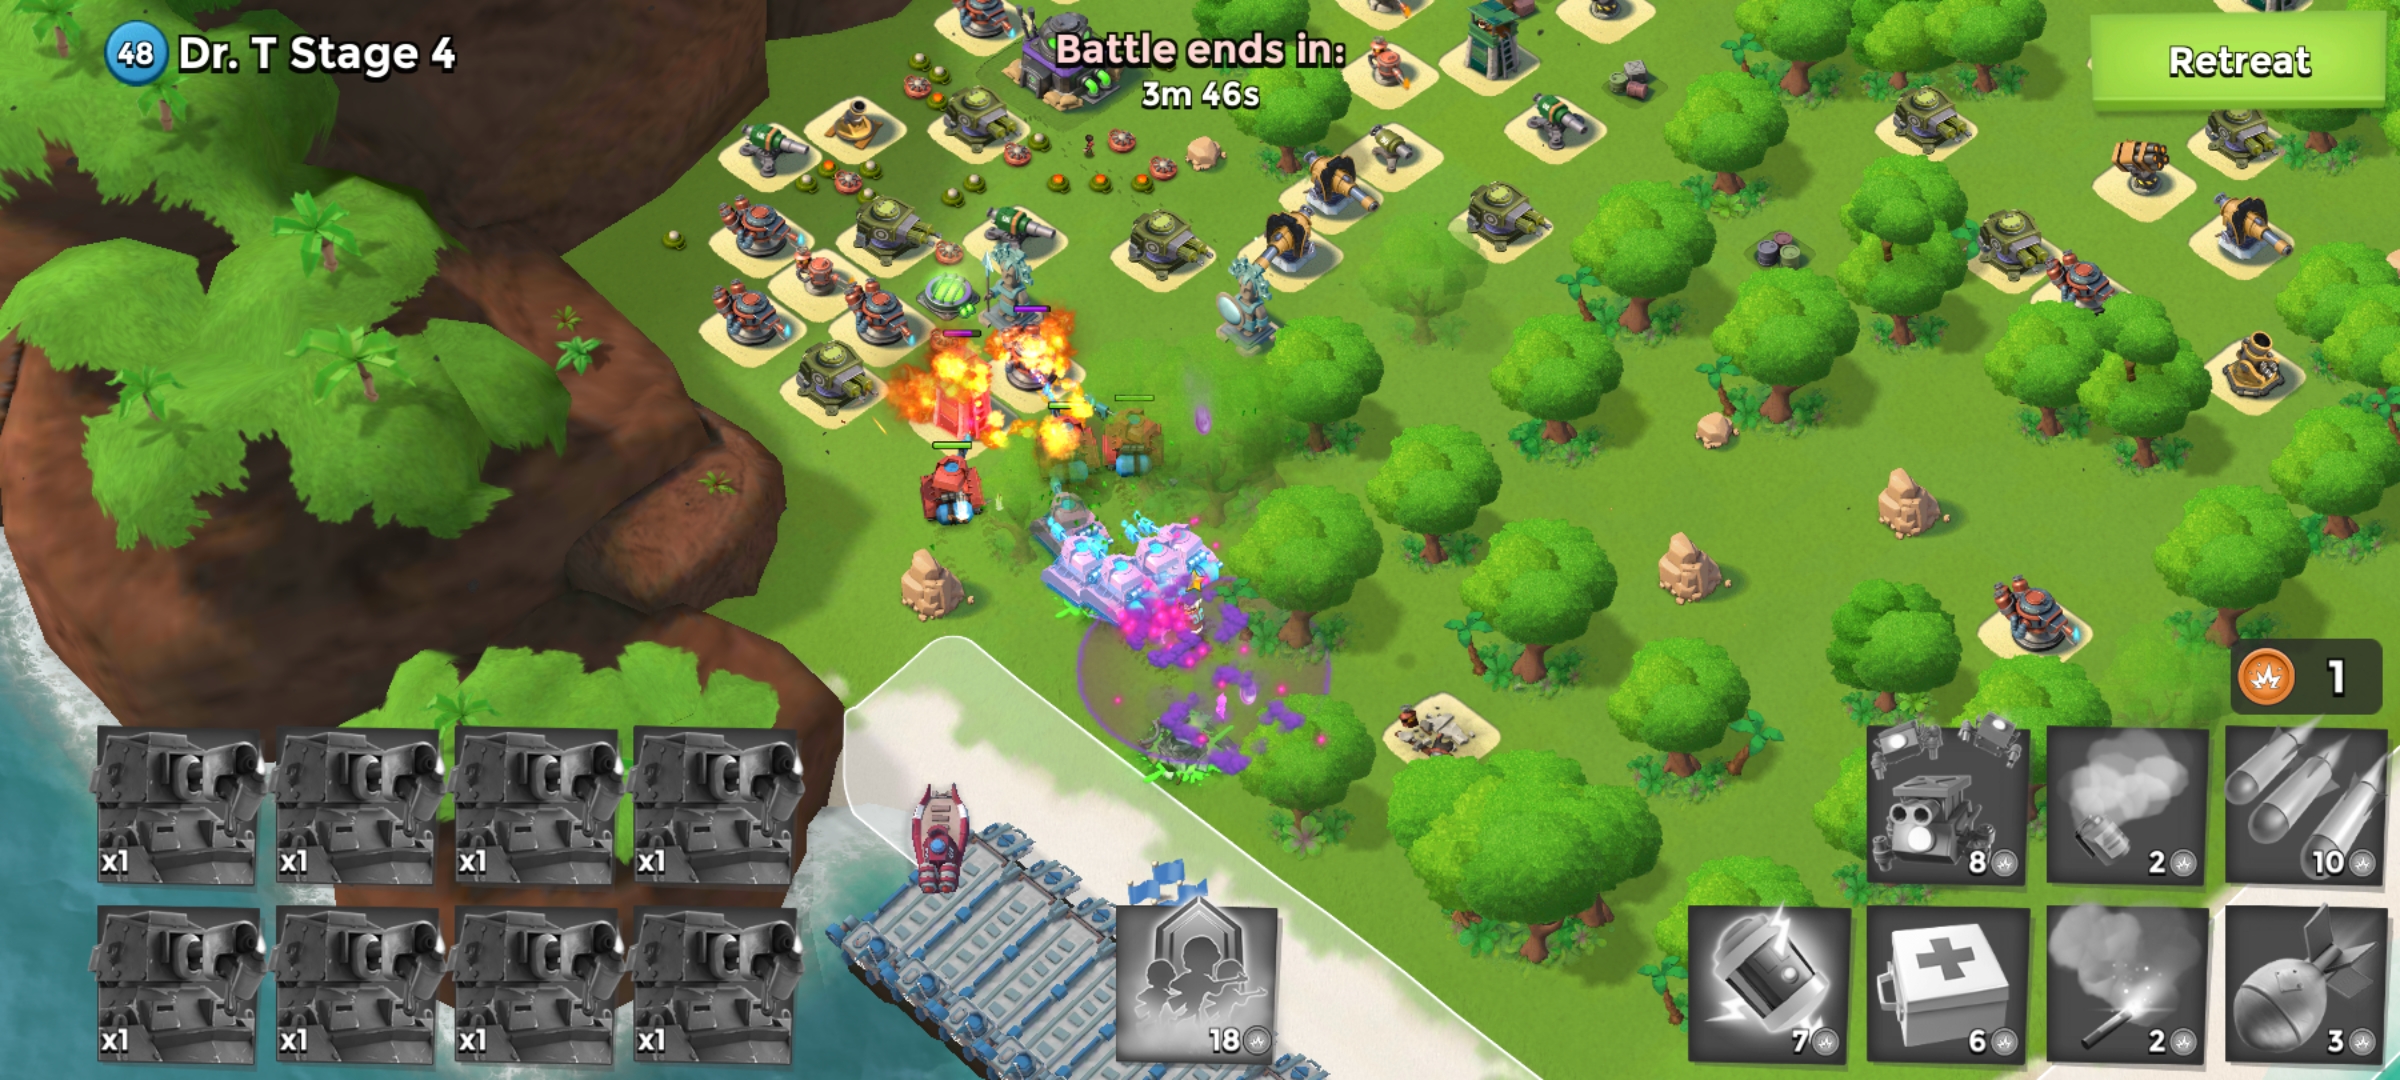 48 Dr. T Stage 4
Battle ends in:
3m 46s
Retreat
1
x1 x1 x1 x1
8 2 10
x1 x1 x1 x1
18 7 6 2 3